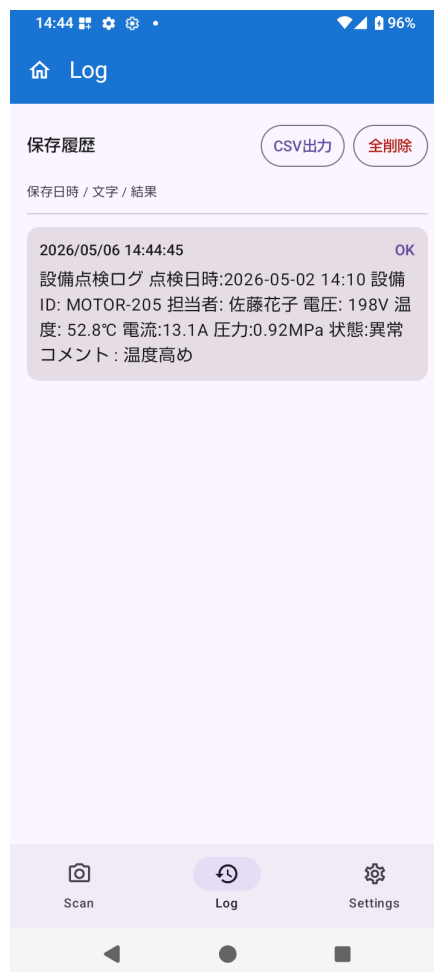 14:44 96%
Log
保存履歴 CSV出力 全削除
保存日時 / 文字 / 結果
2026/05/06 14:44:45 OK
設備点検ログ 点検日時:2026-05-02 14:10 設備
ID: MOTOR-205 担当者: 佐藤花子 電圧: 198V 温
度: 52.8℃ 電流:13.1A 圧力:0.92MPa 状態:異常
コメント : 温度高め
Scan Log Settings